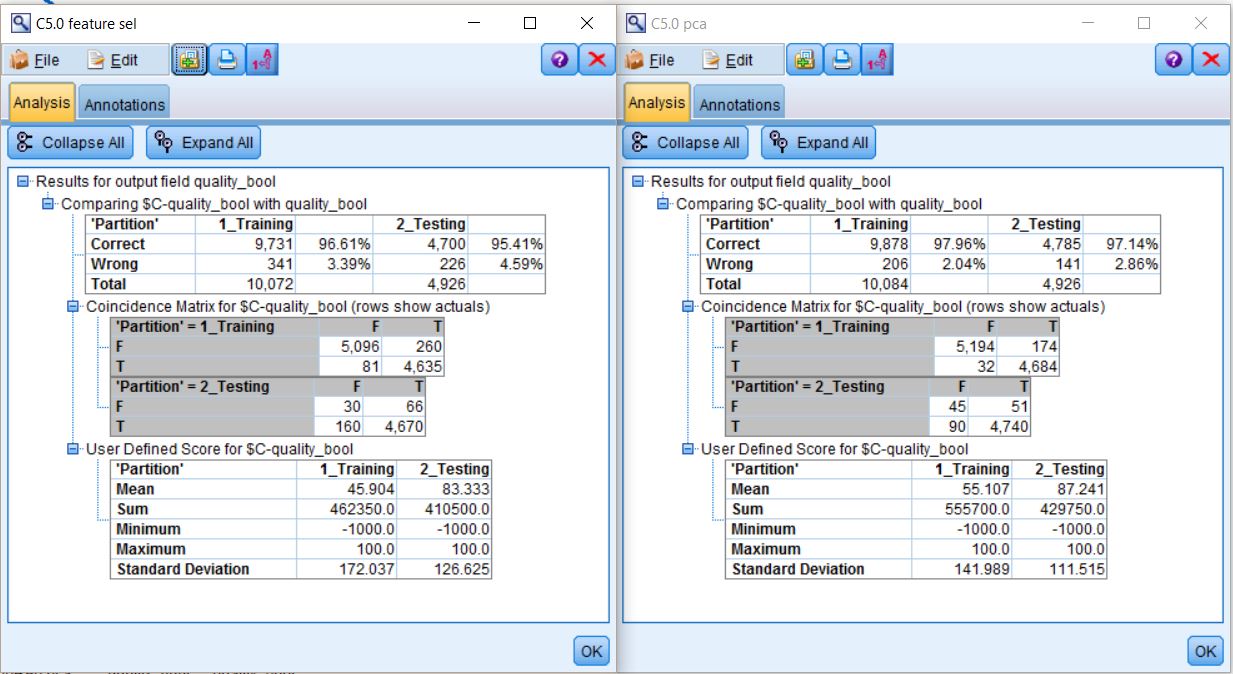 C5.0 feature sel
File Edit
Analysis Annotations
Collapse All Expand All
Results for output field quality_bool
Comparing $C-quality_bool with quality_bool
'Partition' 1_Training 2_Testing
Correct 9,731 96.61% 4,700 95.41%
Wrong 341 3.39% 226 4.59%
Total 10,072 4,926
Coincidence Matrix for $C-quality_bool (rows show actuals)
'Partition' = 1_Training F T
F 5,096 260
T 81 4,635
'Partition' = 2_Testing F T
F 30 66
T 160 4,670
User Defined Score for $C-quality_bool
'Partition' 1_Training 2_Testing
Mean 45.904 83.333
Sum 462350.0 410500.0
Minimum -1000.0 -1000.0
Maximum 100.0 100.0
Standard Deviation 172.037 126.625
OK
C5.0 pca
File Edit
Analysis Annotations
Collapse All Expand All
Results for output field quality_bool
Comparing $C-quality_bool with quality_bool
'Partition' 1_Training 2_Testing
Correct 9,878 97.96% 4,785 97.14%
Wrong 206 2.04% 141 2.86%
Total 10,084 4,926
Coincidence Matrix for $C-quality_bool (rows show actuals)
'Partition' = 1_Training F T
F 5,194 174
T 32 4,684
'Partition' = 2_Testing F T
F 45 51
T 90 4,740
User Defined Score for $C-quality_bool
'Partition' 1_Training 2_Testing
Mean 55.107 87.241
Sum 555700.0 429750.0
Minimum -1000.0 -1000.0
Maximum 100.0 100.0
Standard Deviation 141.989 111.515
OK